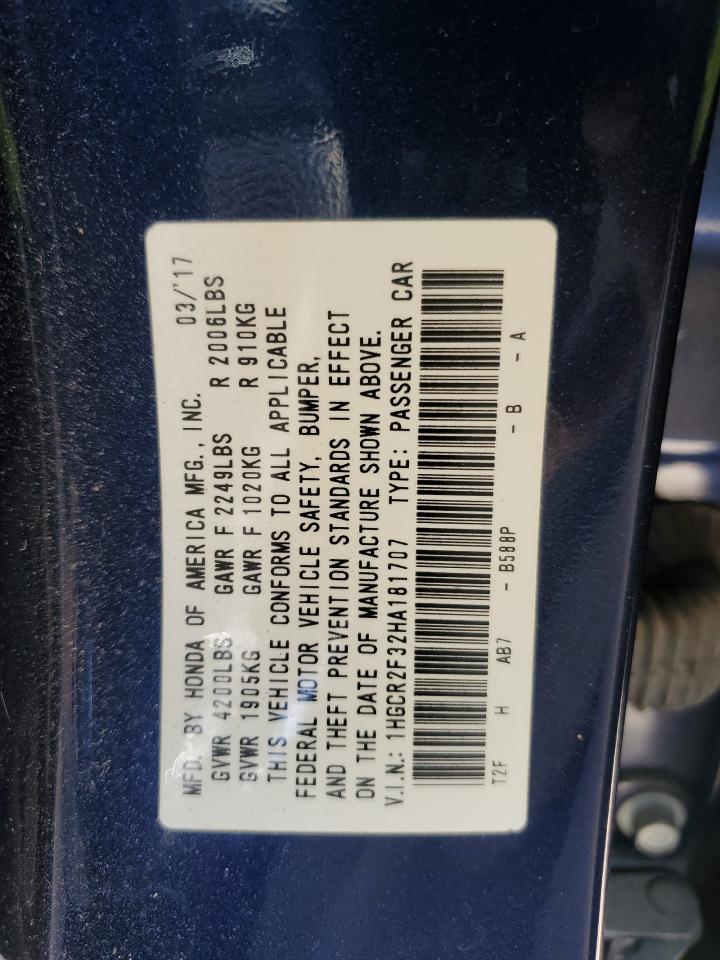 MFD. BY HONDA OF AMERICA MFG., INC. 03/'17
GVWR 4200LBS GAWR F 2249LBS R 2006LBS
GVWR 1905KG GAWR F 1020KG R 910KG
THIS VEHICLE CONFORMS TO ALL APPLICABLE
FEDERAL MOTOR VEHICLE SAFETY, BUMPER,
AND THEFT PREVENTION STANDARDS IN EFFECT
ON THE DATE OF MANUFACTURE SHOWN ABOVE.
V.I.N.: 1HGCR2F32HA181707 TYPE: PASSENGER CAR
T2F H AB7 - B588P - B - A